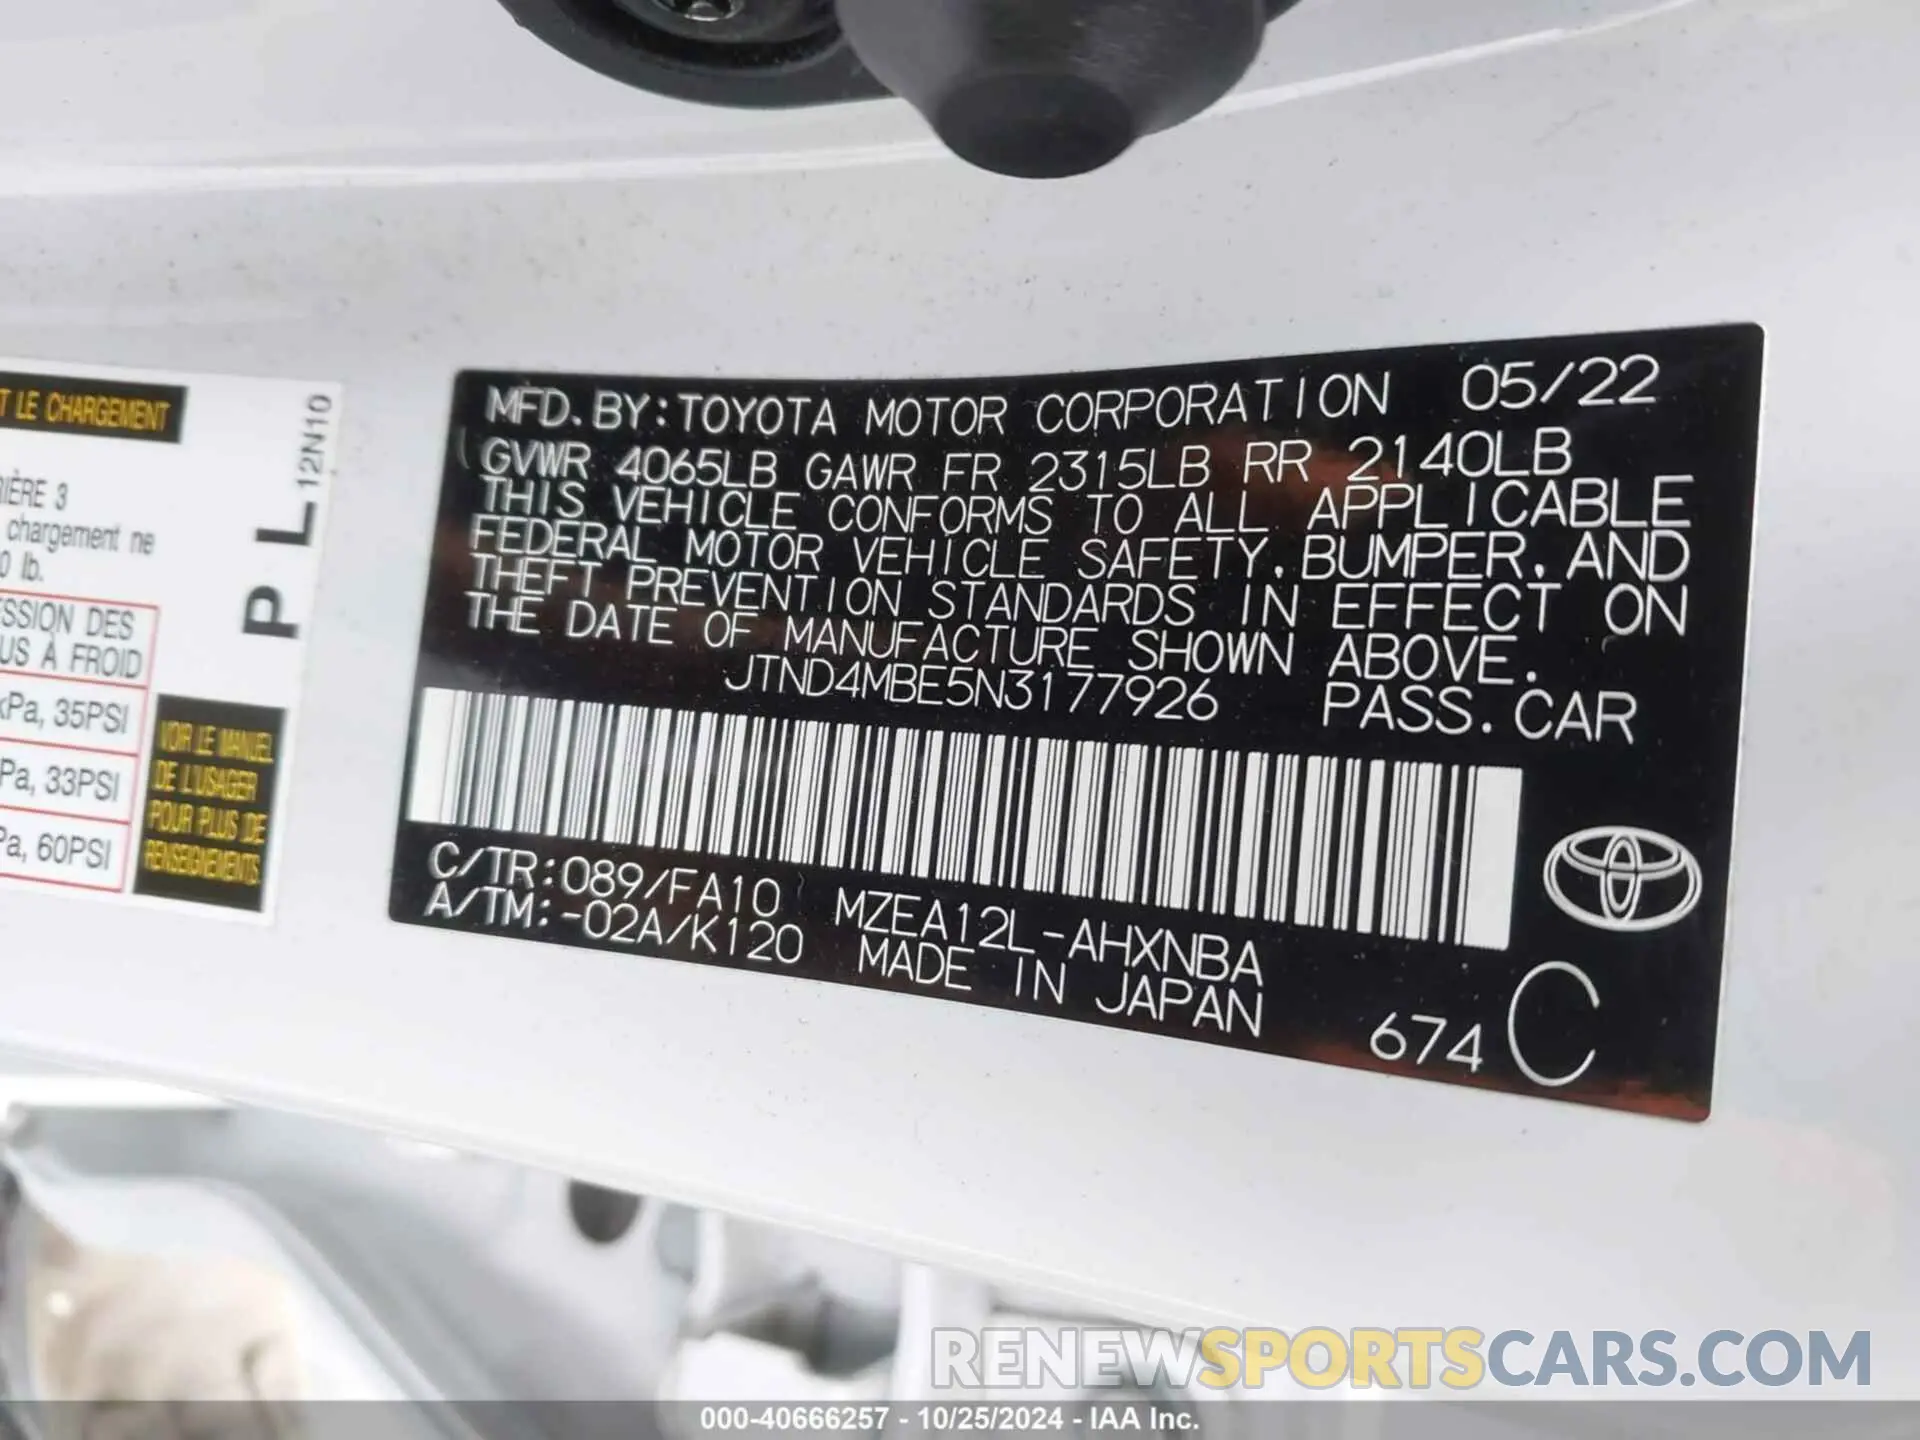 T LE CHARGEMENT
RIÈRE 3
chargement ne
0 lb.
SSION DES
US À FROID
kPa, 35PSI
Pa, 33PSI
Pa, 60PSI
VOIR LE MANUEL
DE L'USAGER
POUR PLUS DE
RENSEIGNEMENTS
P L
12N10
MFD. BY: TOYOTA MOTOR CORPORATION 05/22
GVWR 4065LB GAWR FR 2315LB RR 2140LB
THIS VEHICLE CONFORMS TO ALL APPLICABLE
FEDERAL MOTOR VEHICLE SAFETY, BUMPER, AND
THEFT PREVENTION STANDARDS IN EFFECT ON
THE DATE OF MANUFACTURE SHOWN ABOVE.
JTND4MBE5N3177926 PASS. CAR
C/TR: 089/FA10 MZEA12L-AHXNBA
A/TM: -02A/K120 MADE IN JAPAN
674 C
RENEWSPORTSCARS.COM
000-40666257 - 10/25/2024 - IAA Inc.